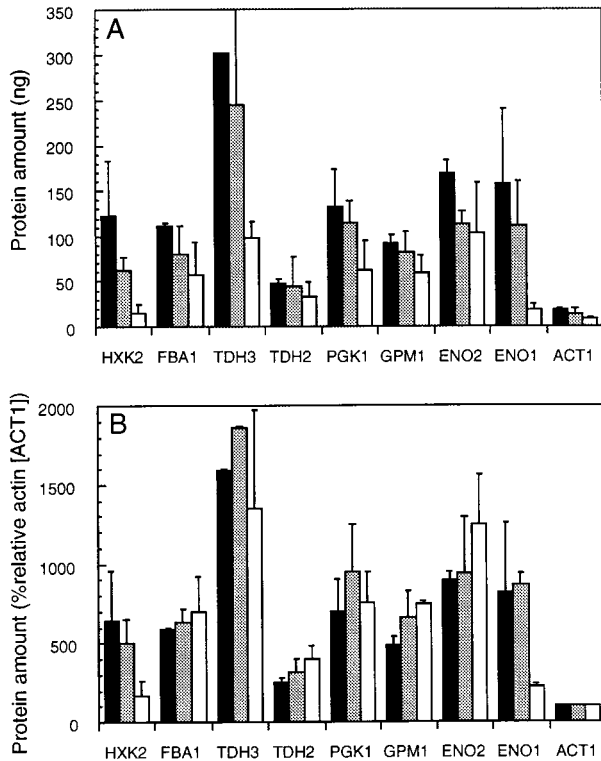 A
Protein amount (ng)
350
300
250
200
150
100
50
0
HXK2 FBA1 TDH3 TDH2 PGK1 GPM1 ENO2 ENO1 ACT1
B
Protein amount (%relative actin [ACT1])
2000
1500
1000
500
0
HXK2 FBA1 TDH3 TDH2 PGK1 GPM1 ENO2 ENO1 ACT1